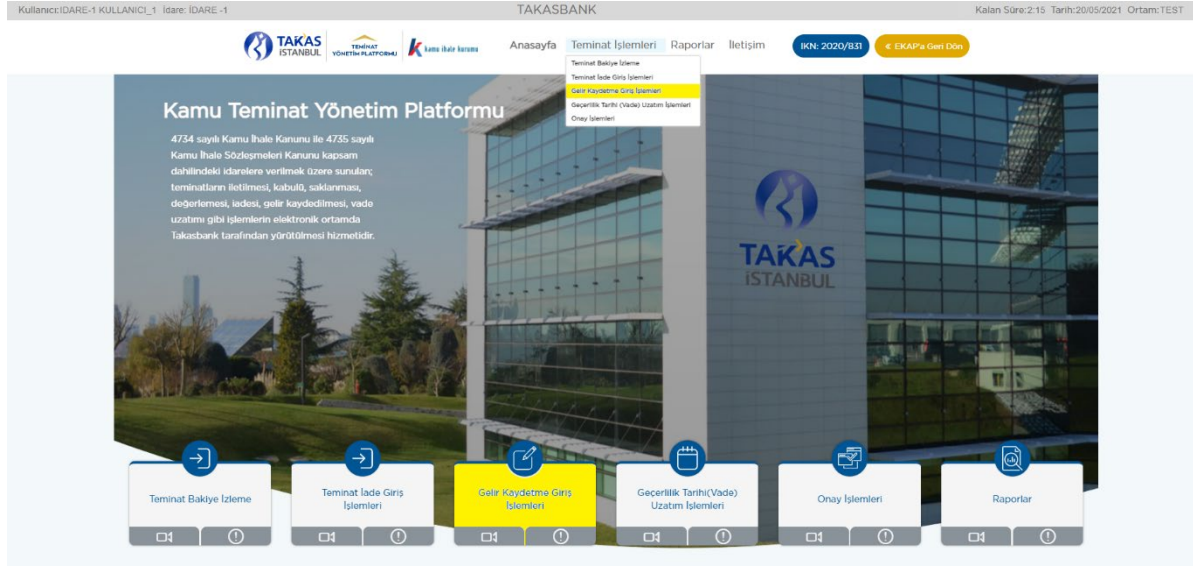 Kullanıcı:IDARE-1 KULLANICI_1 İdare: İDARE -1
TAKASBANK
Kalan Süre:2:15 Tarih:20/05/2021 Ortam:TEST
TAKAS
İSTANBUL
TEMİNAT
YÖNETİM PLATFORMU
kamu ihale kurumu
Anasayfa
Teminat İşlemleri
Raporlar
İletişim
IKN: 2020/831
« EKAP'a Geri Dön
Teminat Bakiye İzleme
Teminat İade Giriş İşlemleri
Gelir Kaydetme Giriş İşlemleri
Geçerlilik Tarihi (Vade) Uzatım İşlemleri
Onay İşlemleri
Kamu Teminat Yönetim Platformu
4734 sayılı Kamu İhale Kanunu ile 4735 sayılı
Kamu İhale Sözleşmeleri Kanunu kapsam
dahilindeki idarelere verilmek üzere sunulan;
teminatların iletilmesi, kabulü, saklanması,
değerlemesi, iadesi, gelir kaydedilmesi, vade
uzatımı gibi işlemlerin elektronik ortamda
Takasbank tarafından yürütülmesi hizmetidir.
TAKAS
İSTANBUL
Teminat Bakiye İzleme
Teminat İade Giriş
İşlemleri
Gelir Kaydetme Giriş
İşlemleri
Geçerlilik Tarihi(Vade)
Uzatım İşlemleri
Onay İşlemleri
Raporlar